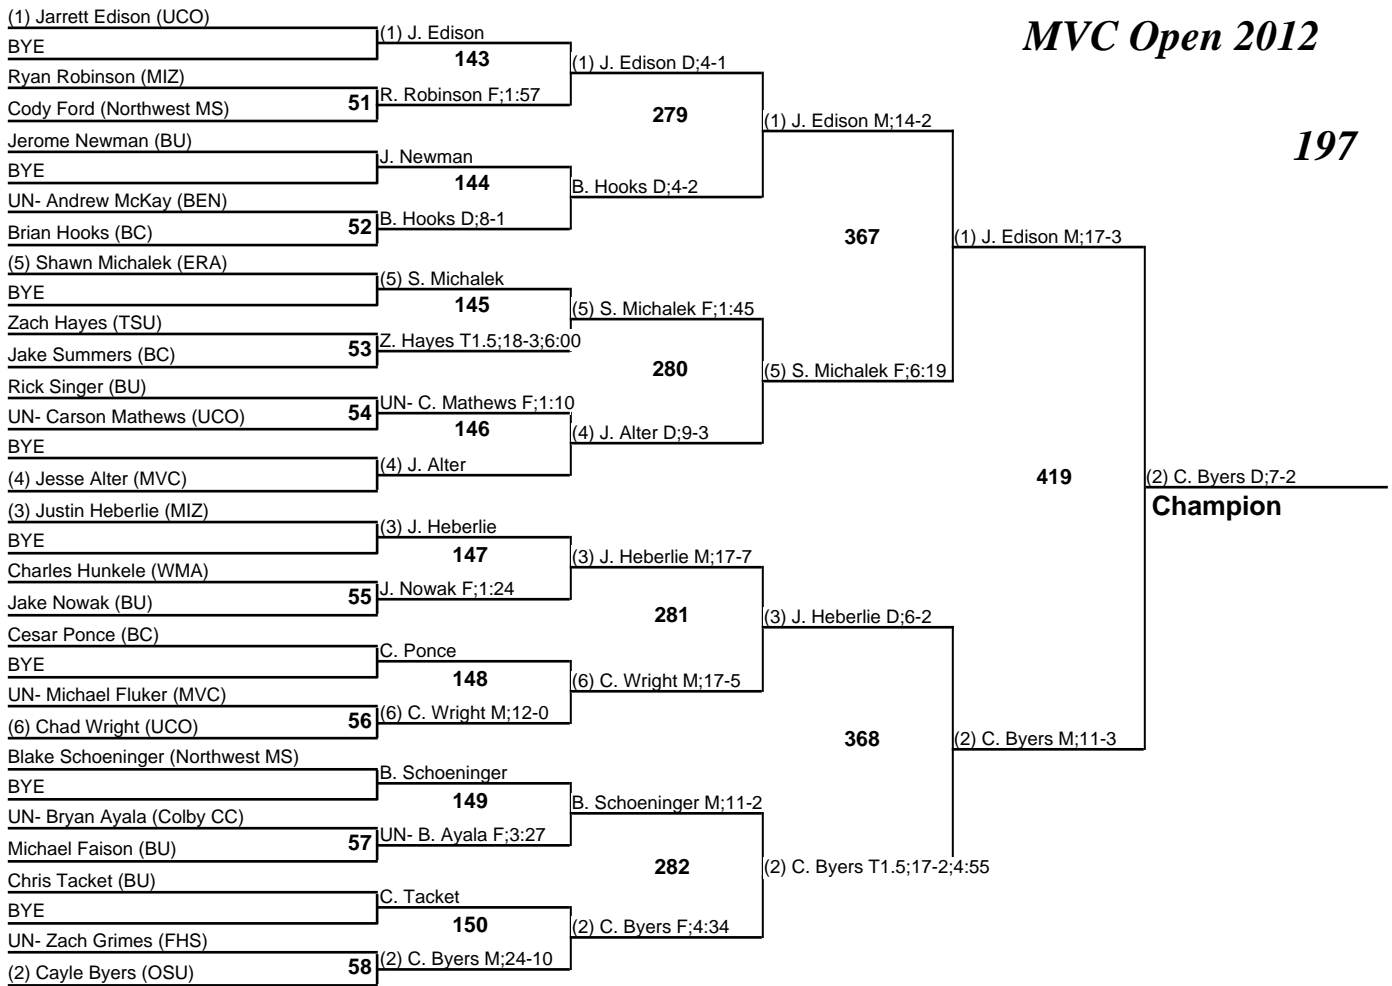 MVC Open 2012
197
(1) Jarrett Edison (UCO)
BYE
Ryan Robinson (MIZ)
Cody Ford (Northwest MS)
Jerome Newman (BU)
BYE
UN- Andrew McKay (BEN)
Brian Hooks (BC)
(5) Shawn Michalek (ERA)
BYE
Zach Hayes (TSU)
Jake Summers (BC)
Rick Singer (BU)
UN- Carson Mathews (UCO)
BYE
(4) Jesse Alter (MVC)
(3) Justin Heberlie (MIZ)
BYE
Charles Hunkele (WMA)
Jake Nowak (BU)
Cesar Ponce (BC)
BYE
UN- Michael Fluker (MVC)
(6) Chad Wright (UCO)
Blake Schoeninger (Northwest MS)
BYE
UN- Bryan Ayala (Colby CC)
Michael Faison (BU)
Chris Tacket (BU)
BYE
UN- Zach Grimes (FHS)
(2) Cayle Byers (OSU)
51
52
53
54
55
56
57
58
(1) J. Edison
143
R. Robinson F;1:57
J. Newman
144
B. Hooks D;8-1
(5) S. Michalek
145
Z. Hayes T1.5;18-3;6:00
UN- C. Mathews F;1:10
146
(4) J. Alter
(3) J. Heberlie
147
J. Nowak F;1:24
C. Ponce
148
(6) C. Wright M;12-0
B. Schoeninger
149
UN- B. Ayala F;3:27
C. Tacket
150
(2) C. Byers M;24-10
(1) J. Edison D;4-1
279
B. Hooks D;4-2
(5) S. Michalek F;1:45
280
(4) J. Alter D;9-3
(3) J. Heberlie M;17-7
281
(6) C. Wright M;17-5
B. Schoeninger M;11-2
282
(2) C. Byers F;4:34
(1) J. Edison M;14-2
367
(5) S. Michalek F;6:19
(3) J. Heberlie D;6-2
368
(2) C. Byers T1.5;17-2;4:55
(1) J. Edison M;17-3
419
(2) C. Byers M;11-3
(2) C. Byers D;7-2
Champion